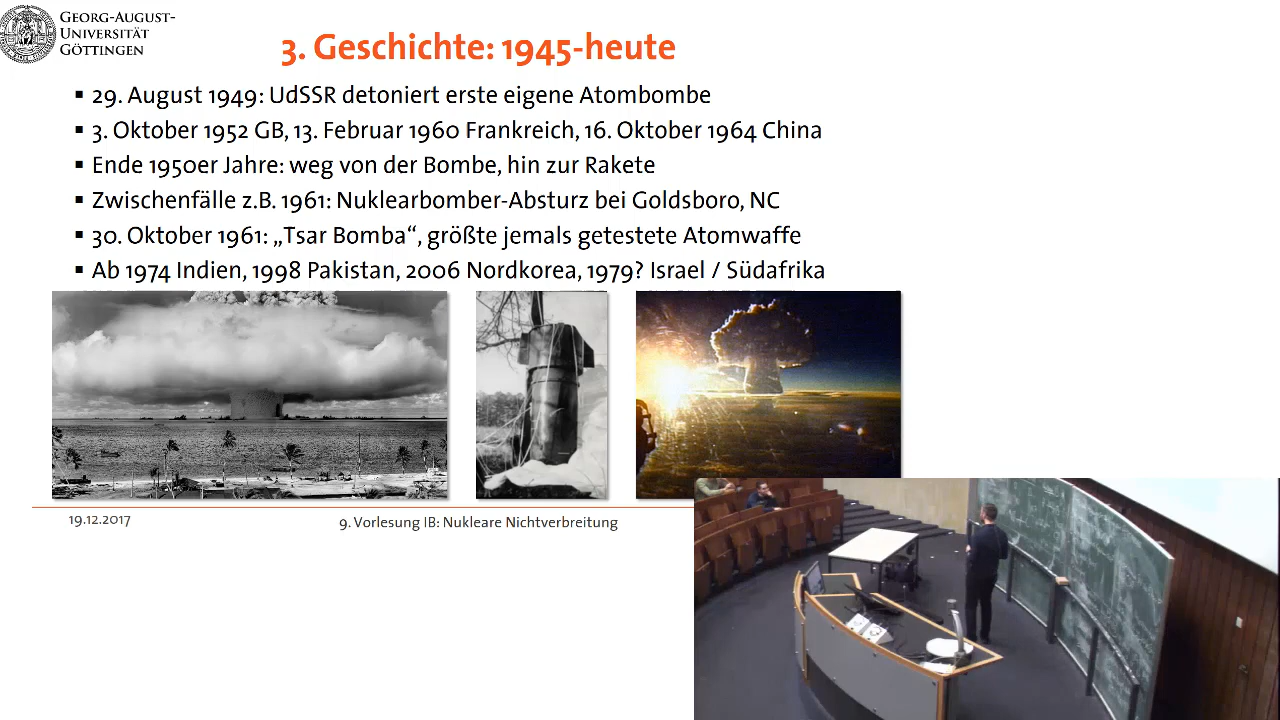 GEORG-AUGUST-
UNIVERSITÄT
GÖTTINGEN
3. Geschichte: 1945-heute
▪ 29. August 1949: UdSSR detoniert erste eigene Atombombe
▪ 3. Oktober 1952 GB, 13. Februar 1960 Frankreich, 16. Oktober 1964 China
▪ Ende 1950er Jahre: weg von der Bombe, hin zur Rakete
▪ Zwischenfälle z.B. 1961: Nuklearbomber-Absturz bei Goldsboro, NC
▪ 30. Oktober 1961: „Tsar Bomba“, größte jemals getestete Atomwaffe
▪ Ab 1974 Indien, 1998 Pakistan, 2006 Nordkorea, 1979? Israel / Südafrika
19.12.2017
9. Vorlesung IB: Nukleare Nichtverbreitung